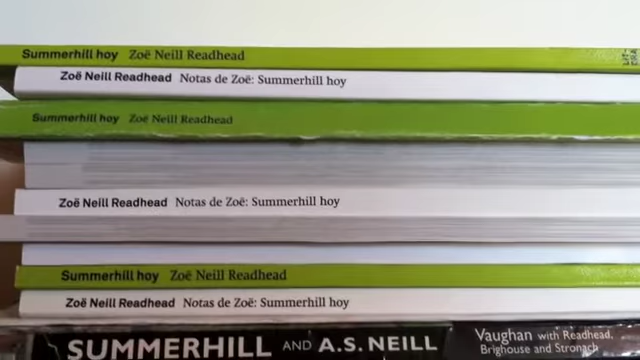 Summerhill hoy Zoë Neill Readhead
Zoë Neill Readhead Notas de Zoë: Summerhill hoy
Summerhill hoy Zoë Neill Readhead
Zoë Neill Readhead Notas de Zoë: Summerhill hoy
Summerhill hoy Zoë Neill Readhead
Zoë Neill Readhead Notas de Zoë: Summerhill hoy
SUMMERHILL AND A.S. NEILL Vaughan with Readhead,
Brighouse and Stronach